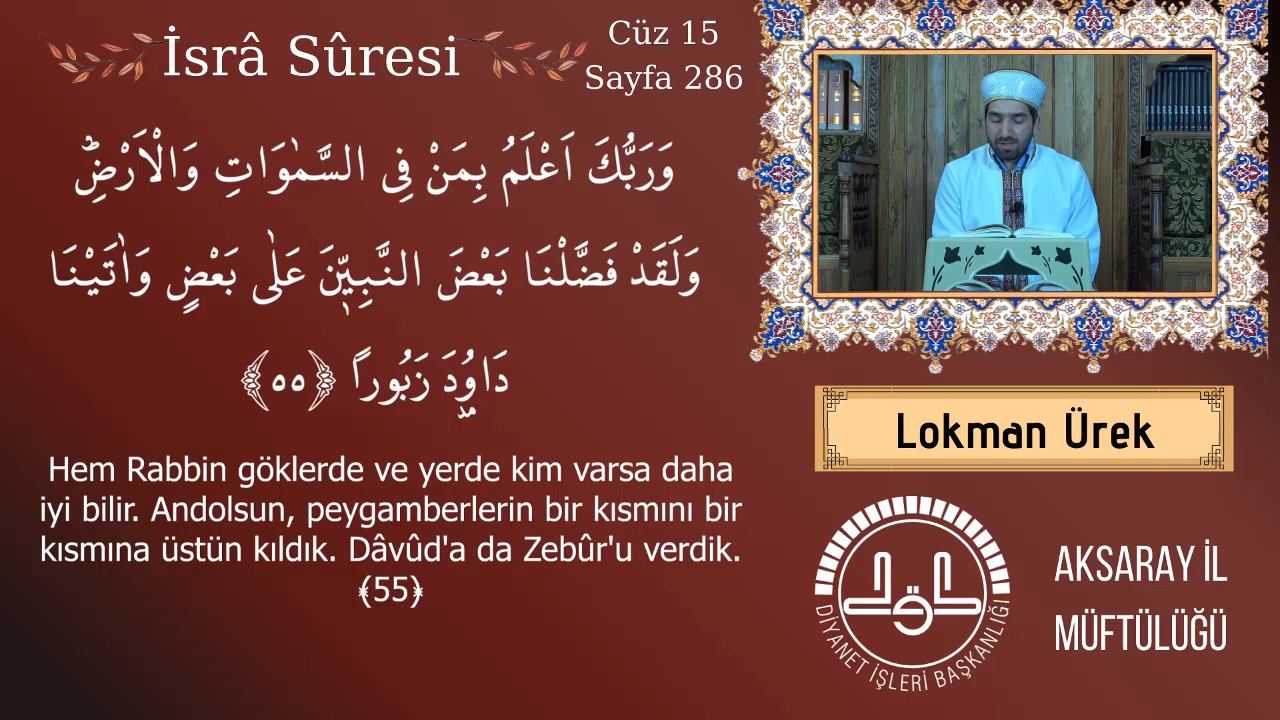 İsrâ Sûresi
Cüz 15
Sayfa 286
وَرَبُّكَ اَعْلَمُ بِمَنْ فِي السَّمٰوَاتِ وَالْاَرْضِۜ
وَلَقَدْ فَضَّلْنَا بَعْضَ النَّبِيّ۪نَ عَلٰى بَعْضٍ وَاٰتَيْنَا
دَاوُ۫دَ زَبُوراً ﴿٥٥﴾
Hem Rabbin göklerde ve yerde kim varsa daha
iyi bilir. Andolsun, peygamberlerin bir kısmını bir
kısmına üstün kıldık. Dâvûd'a da Zebûr'u verdik.
﴾55﴿
Lokman Ürek
DİYANET İŞLERİ BAŞKANLIĞI
AKSARAY İL
MÜFTÜLÜĞÜ